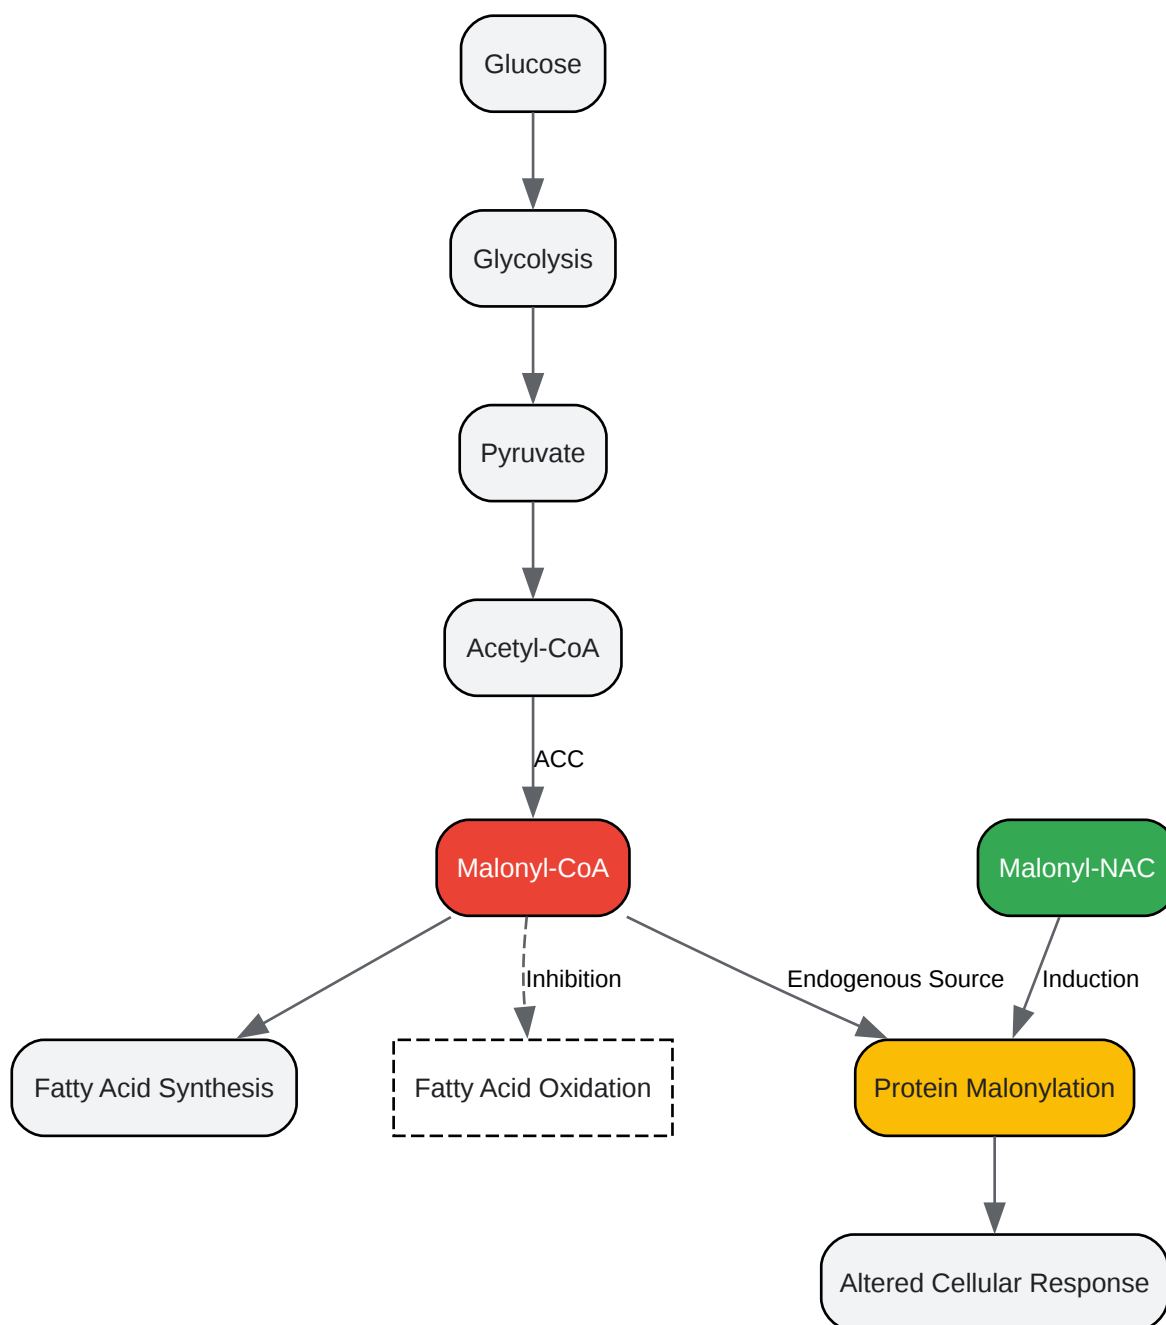 Glucose
Glycolysis
Pyruvate
Acetyl-CoA
ACC
Malonyl-CoA
Malonyl-NAC
Inhibition
Endogenous Source
Induction
Fatty Acid Synthesis
Fatty Acid Oxidation
Protein Malonylation
Altered Cellular Response